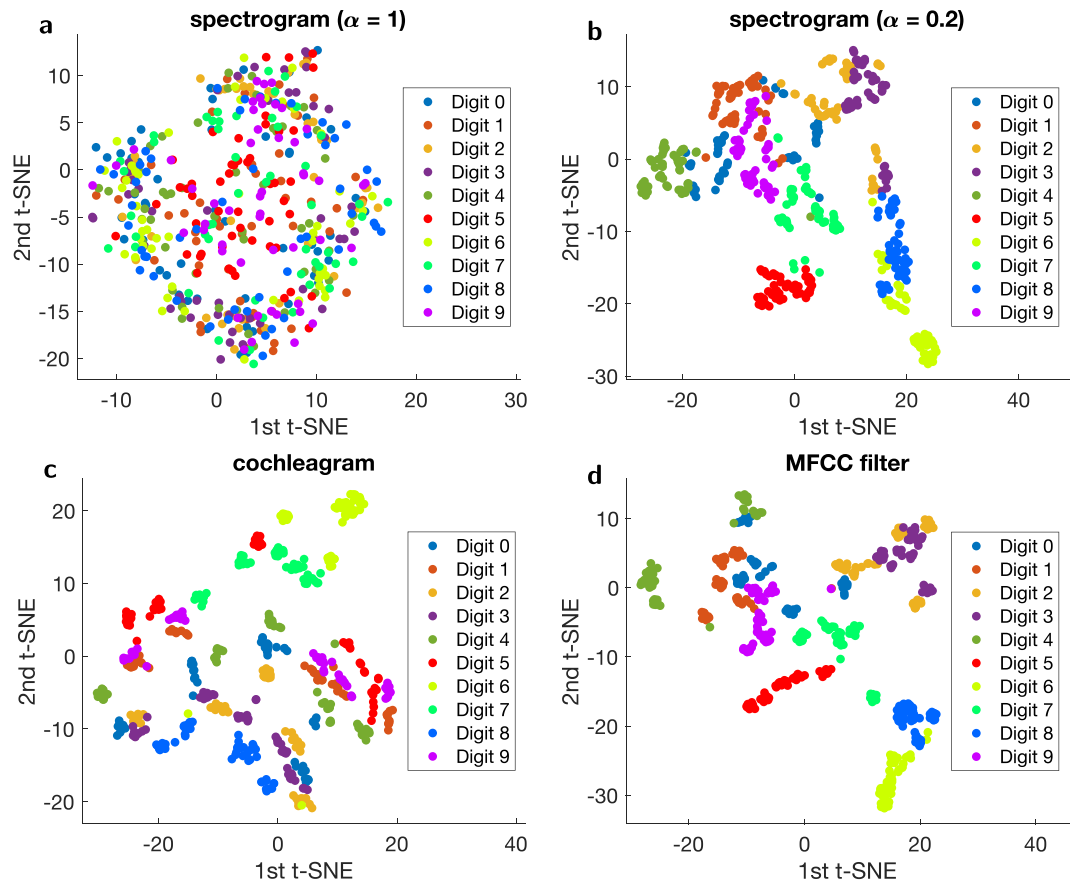 a
spectrogram (α = 1)
10
5
0
-5
-10
-15
-20
-10
0
10
20
30
2nd t-SNE
1st t-SNE
Digit 0
Digit 1
Digit 2
Digit 3
Digit 4
Digit 5
Digit 6
Digit 7
Digit 8
Digit 9
b
spectrogram (α = 0.2)
10
0
-10
-20
-30
-20
0
20
40
2nd t-SNE
1st t-SNE
Digit 0
Digit 1
Digit 2
Digit 3
Digit 4
Digit 5
Digit 6
Digit 7
Digit 8
Digit 9
c
cochleagram
20
10
0
-10
-20
-20
0
20
40
2nd t-SNE
1st t-SNE
Digit 0
Digit 1
Digit 2
Digit 3
Digit 4
Digit 5
Digit 6
Digit 7
Digit 8
Digit 9
d
MFCC filter
10
0
-10
-20
-30
-20
0
20
40
2nd t-SNE
1st t-SNE
Digit 0
Digit 1
Digit 2
Digit 3
Digit 4
Digit 5
Digit 6
Digit 7
Digit 8
Digit 9